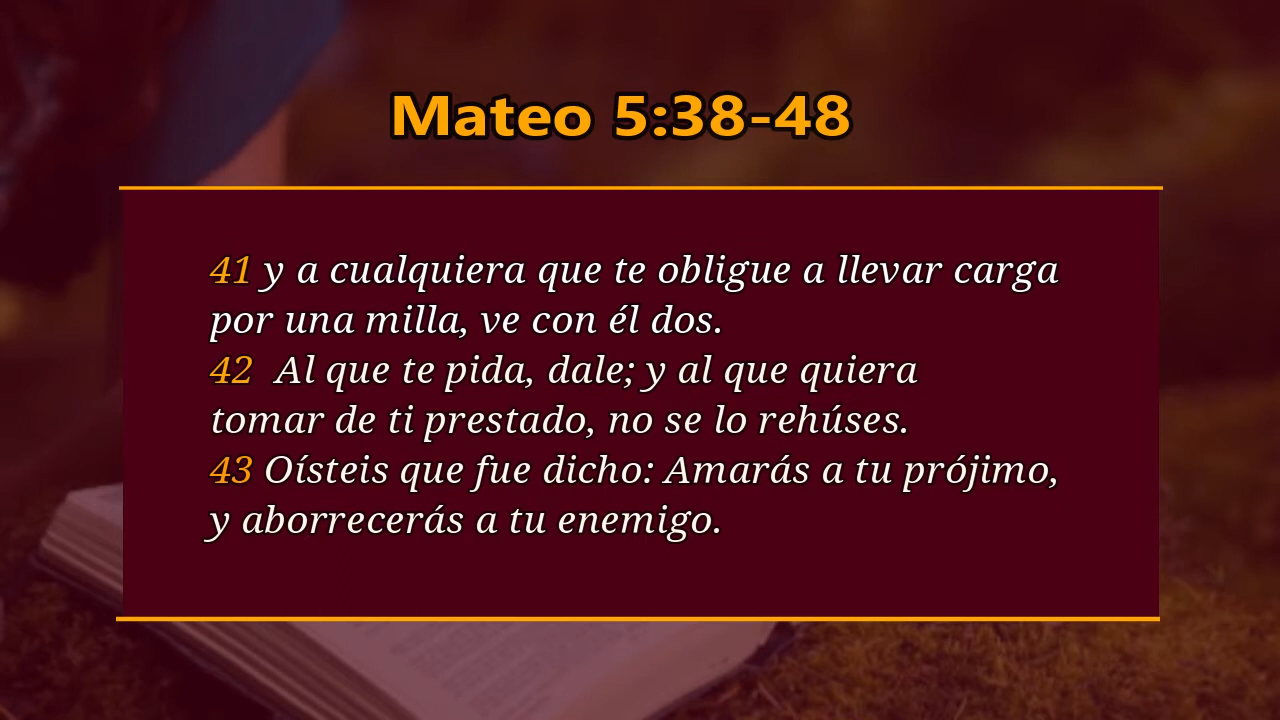 Mateo 5:38-48
41 y a cualquiera que te obligue a llevar carga
por una milla, ve con él dos.
42 Al que te pida, dale; y al que quiera
tomar de ti prestado, no se lo rehúses.
43 Oísteis que fue dicho: Amarás a tu prójimo,
y aborrecerás a tu enemigo.